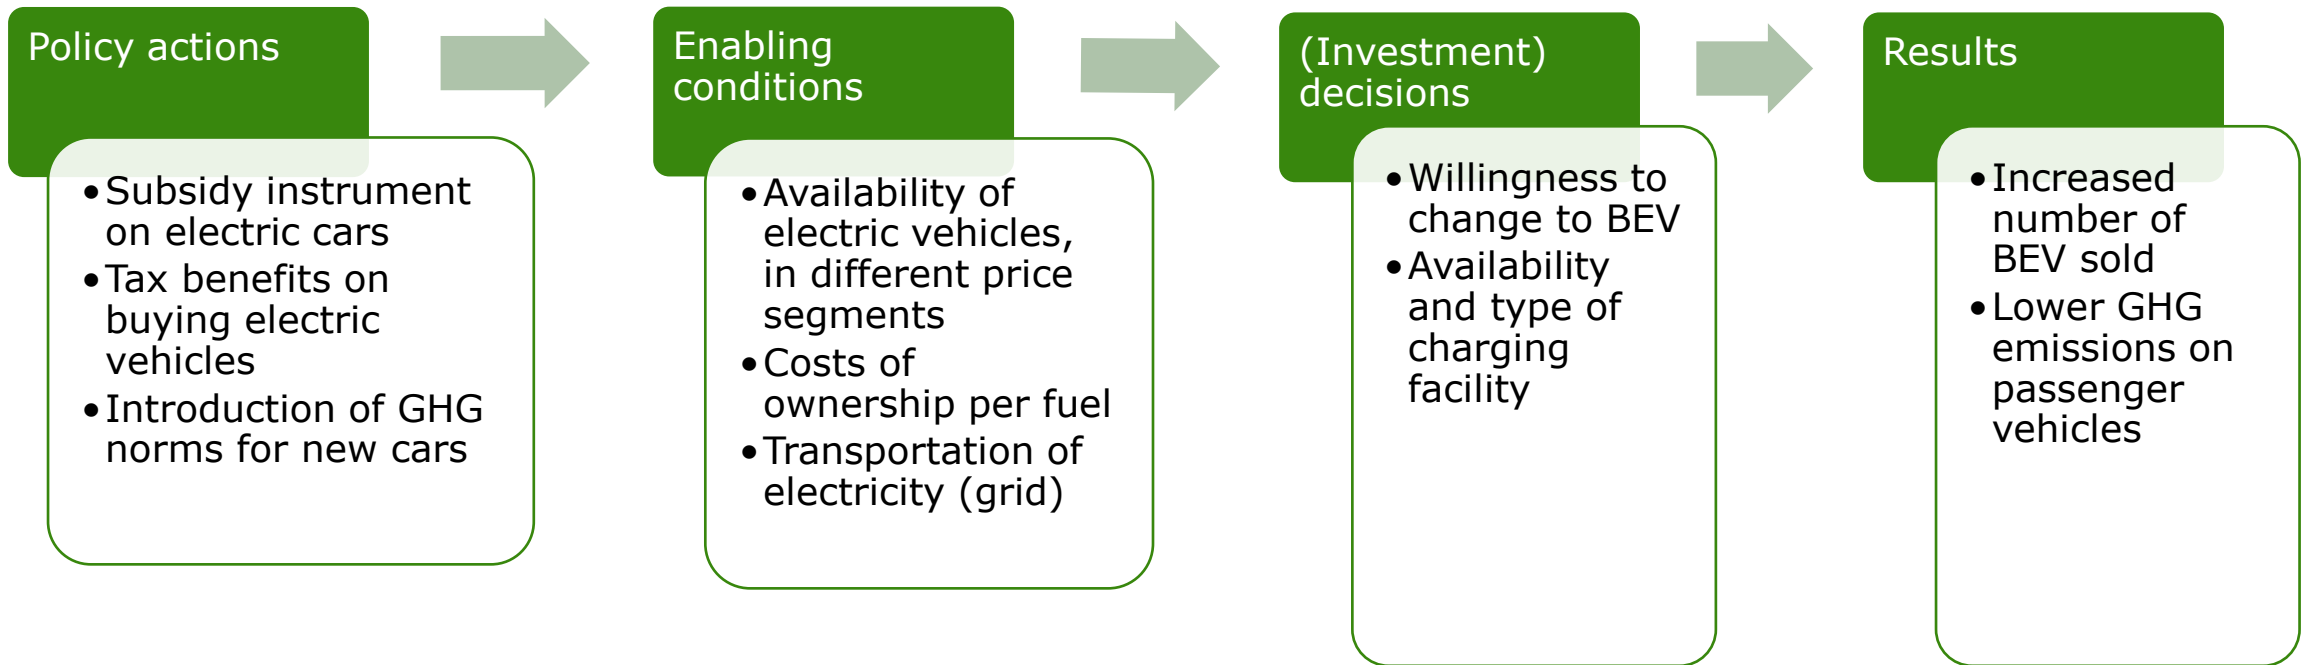 Policy actions
•Subsidy instrument
on electric cars
•Tax benefits on
buying electric
vehicles
•Introduction of GHG
norms for new cars
Enabling
conditions
•Availability of
electric vehicles,
in different price
segments
•Costs of
ownership per fuel
•Transportation of
electricity (grid)
(Investment)
decisions
•Willingness to
change to BEV
•Availability
and type of
charging
facility
Results
•Increased
number of
BEV sold
•Lower GHG
emissions on
passenger
vehicles